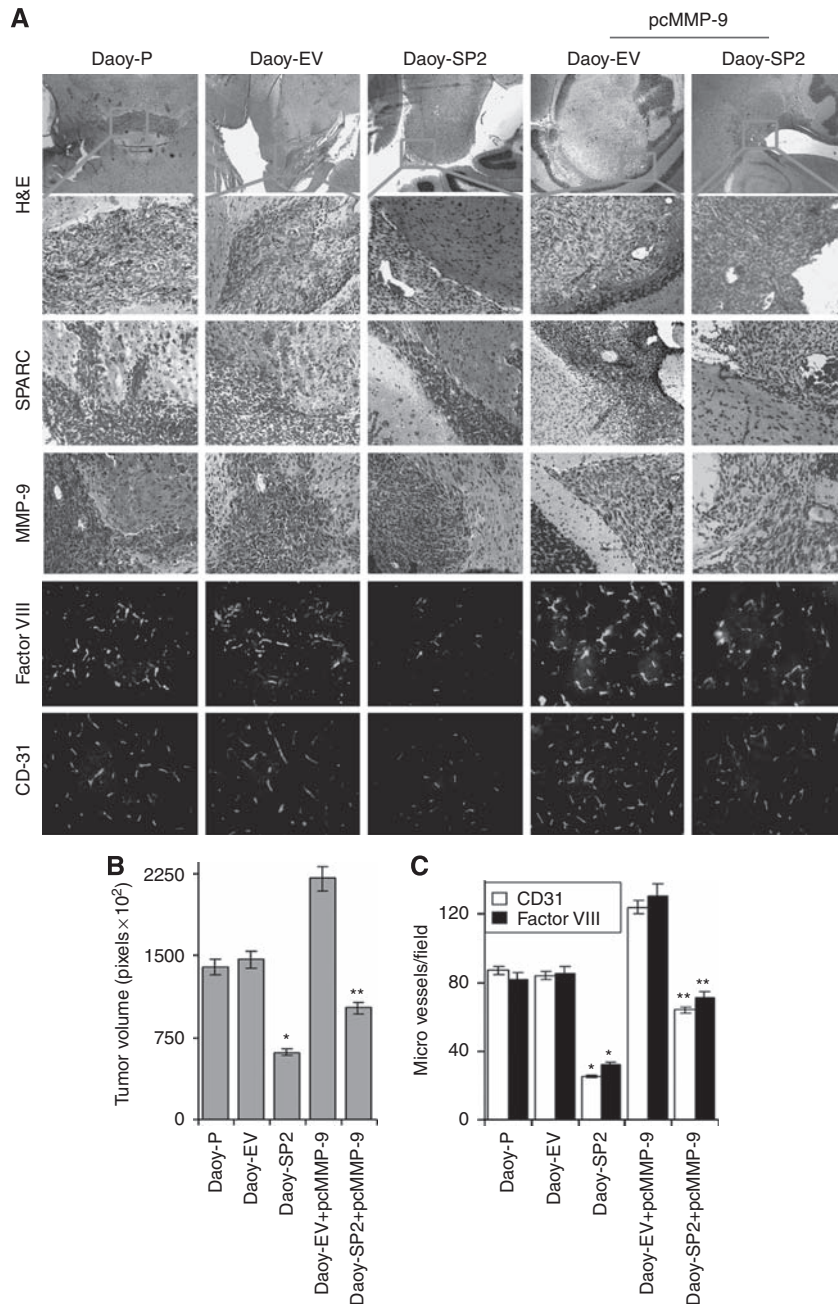 A
pcMMP-9
Daoy-P Daoy-EV Daoy-SP2 Daoy-EV Daoy-SP2
H&E
SPARC
MMP-9
Factor VIII
CD-31
B
Tumor volume (pixels×10²)
2250
1500
750
0
*
**
Daoy-P
Daoy-EV
Daoy-SP2
Daoy-EV+pcMMP-9
Daoy-SP2+pcMMP-9
C
CD31
Factor VIII
Micro vessels/field
120
80
40
0
* *
** **
Daoy-P
Daoy-EV
Daoy-SP2
Daoy-EV+pcMMP-9
Daoy-SP2+pcMMP-9